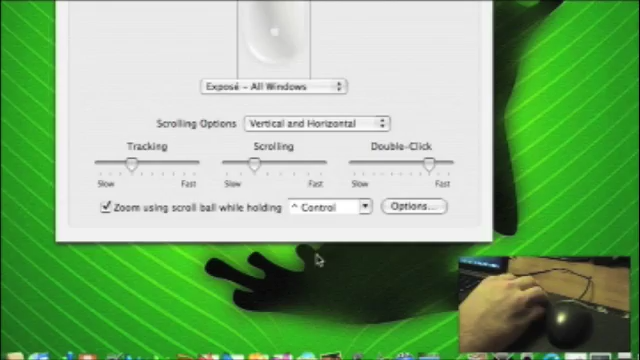 Exposé - All Windows
Scrolling Options Vertical and Horizontal
Tracking Scrolling Double-Click
Slow Fast Slow Fast Slow Fast
Zoom using scroll ball while holding ^ Control Options...